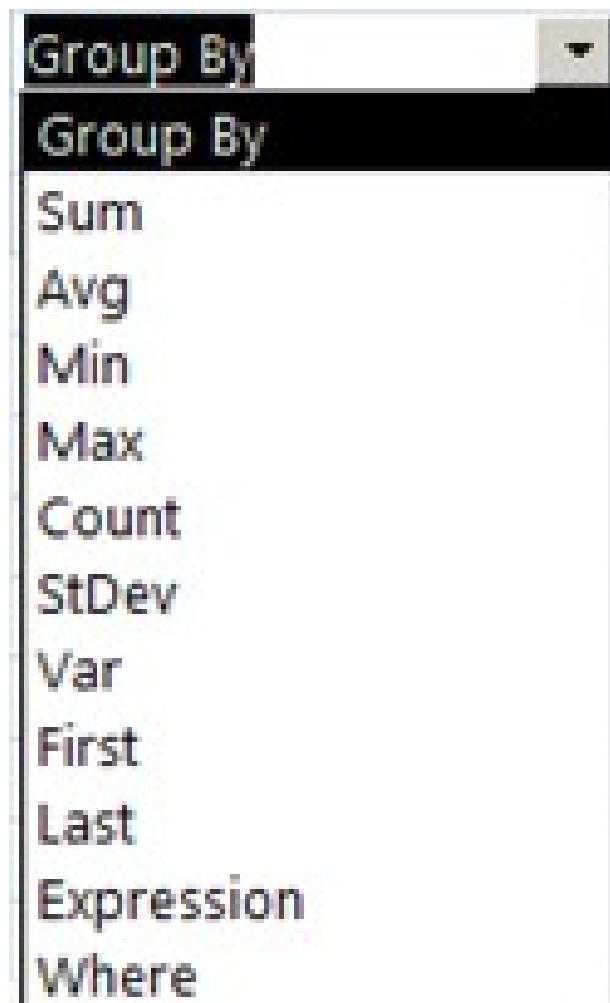 Group By
Group By
Sum
Avg
Min
Max
Count
StDev
Var
First
Last
Expression
Where